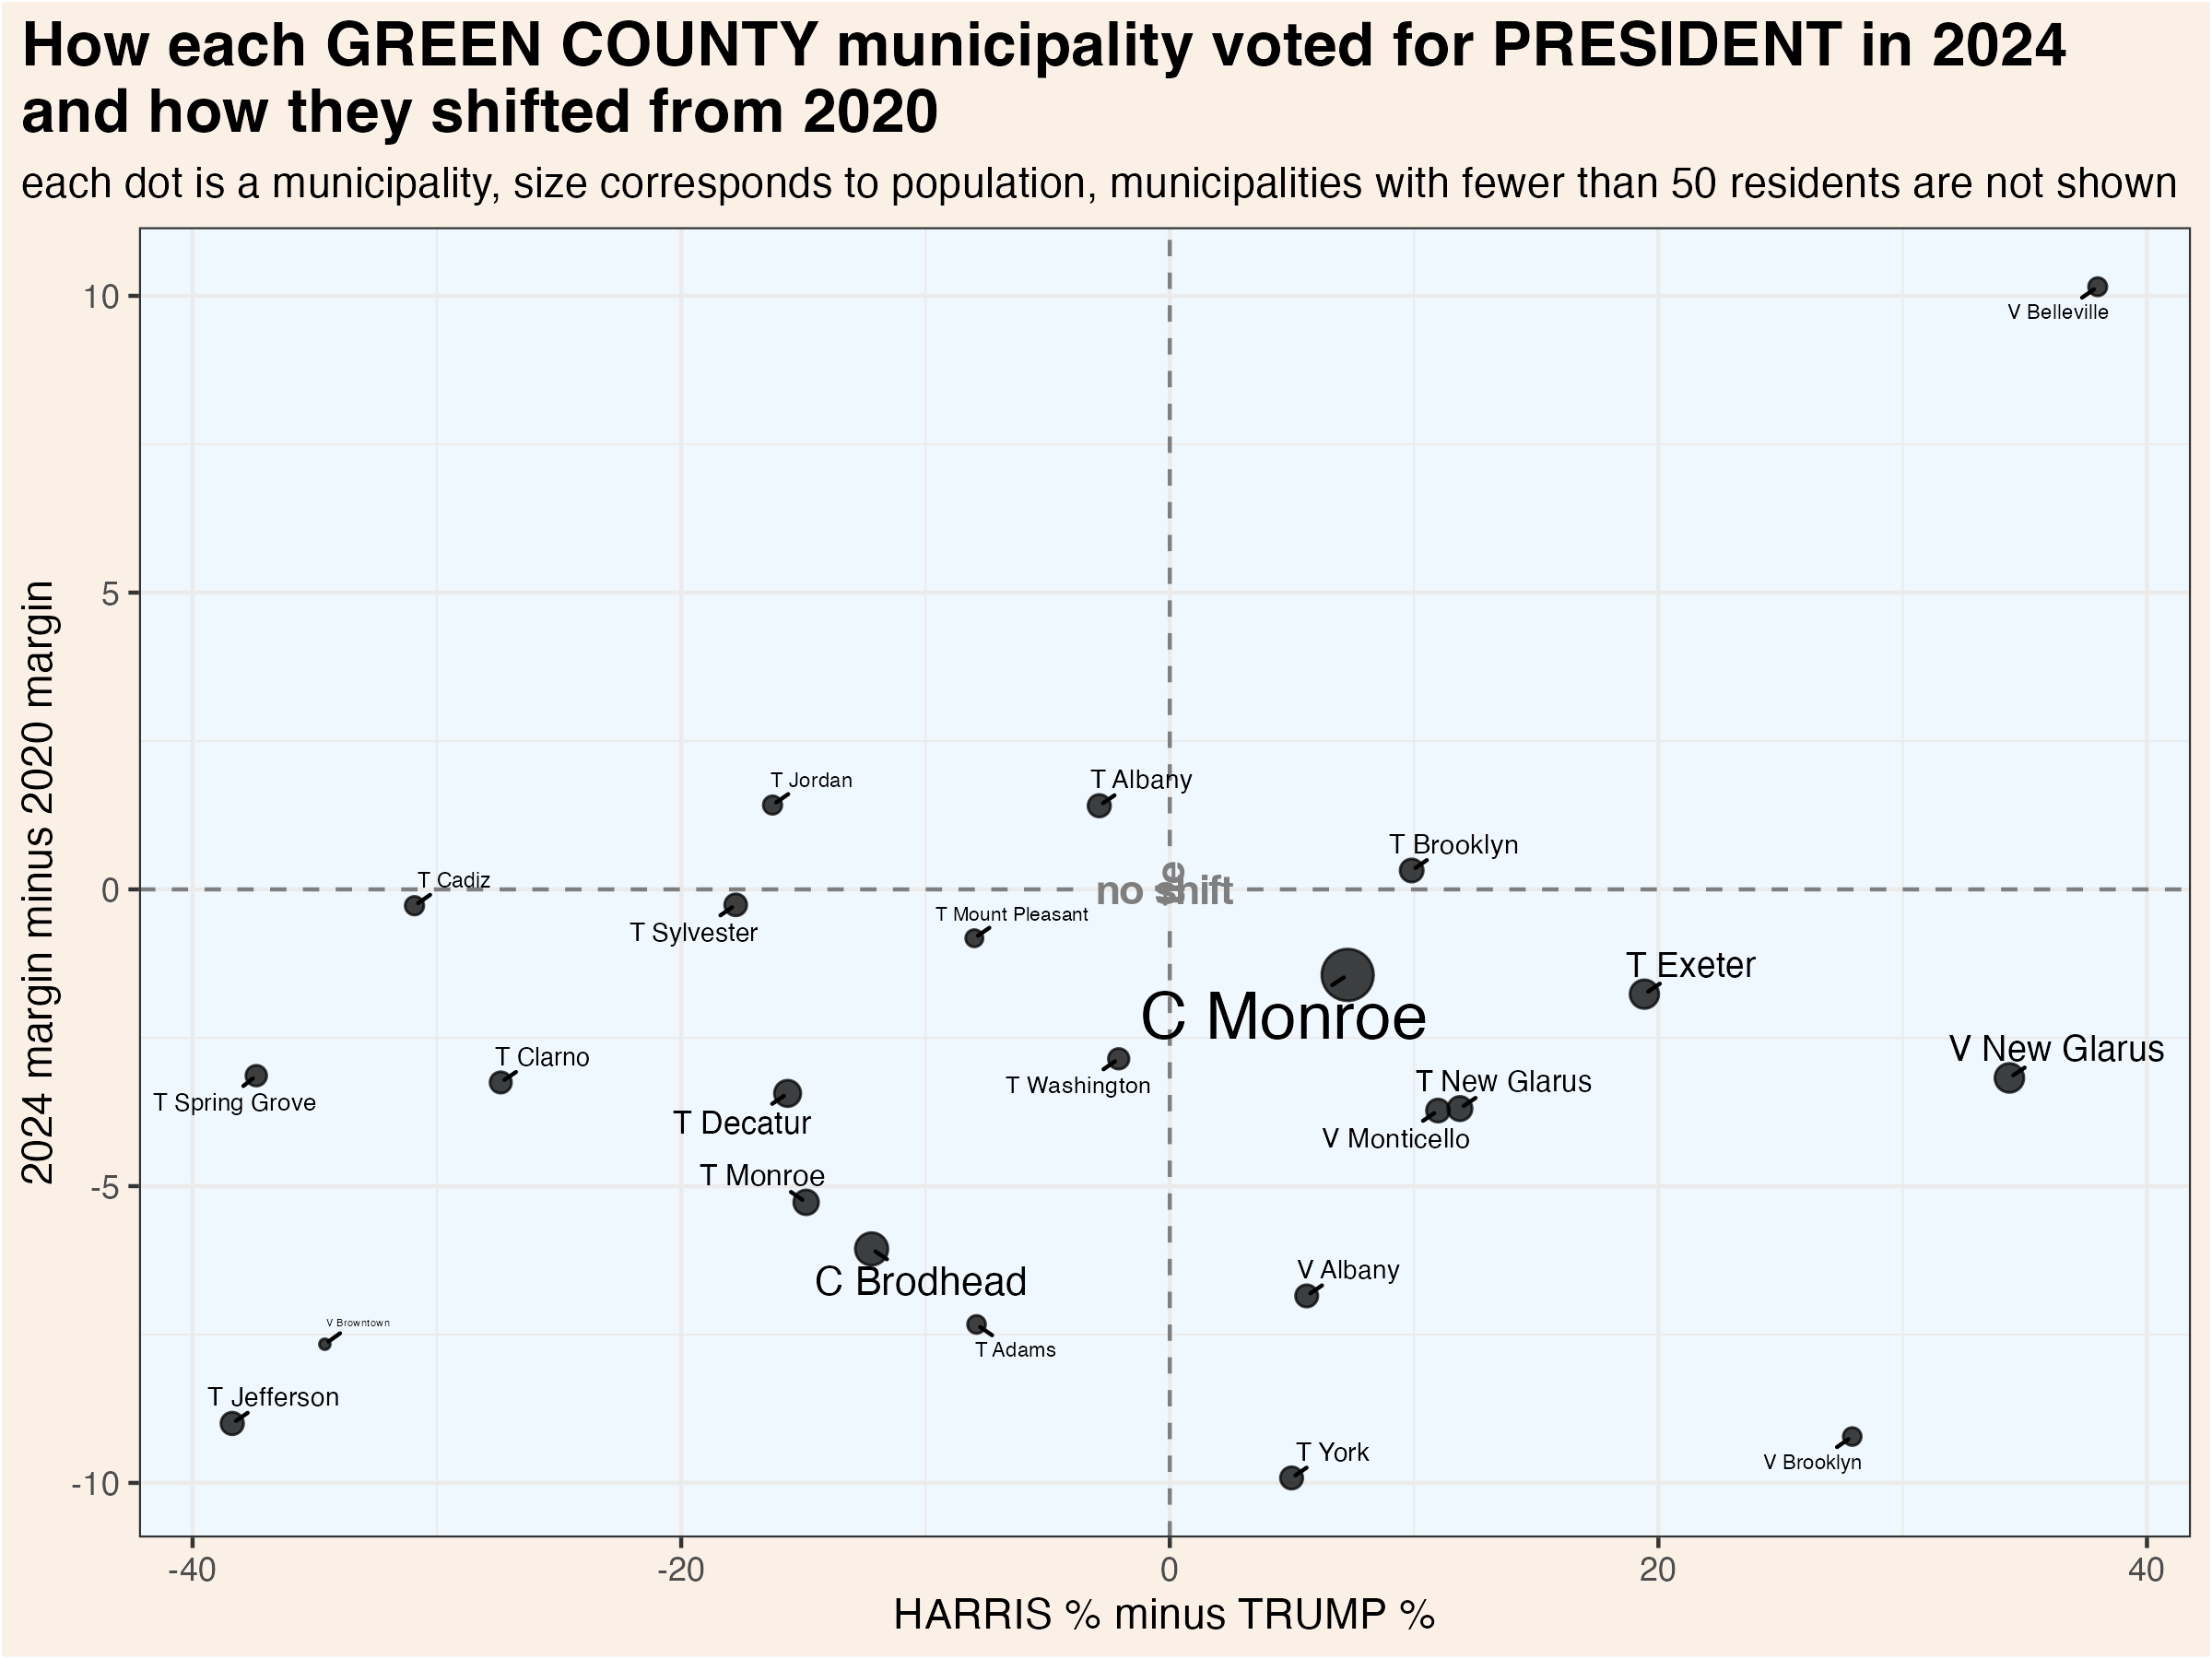 How each GREEN COUNTY municipality voted for PRESIDENT in 2024
and how they shifted from 2020
each dot is a municipality, size corresponds to population, municipalities with fewer than 50 residents are not shown
2024 margin minus 2020 margin
10
5
0
-5
-10
V Belleville
T Jordan
T Albany
T Brooklyn
T Cadiz
no shift
tie
T Sylvester
T Mount Pleasant
C Monroe
T Exeter
V New Glarus
T Clarno
T Spring Grove
T Washington
T New Glarus
T Decatur
V Monticello
T Monroe
C Brodhead
V Albany
V Browntown
T Adams
T Jefferson
T York
V Brooklyn
-40
-20
0
20
40
HARRIS % minus TRUMP %